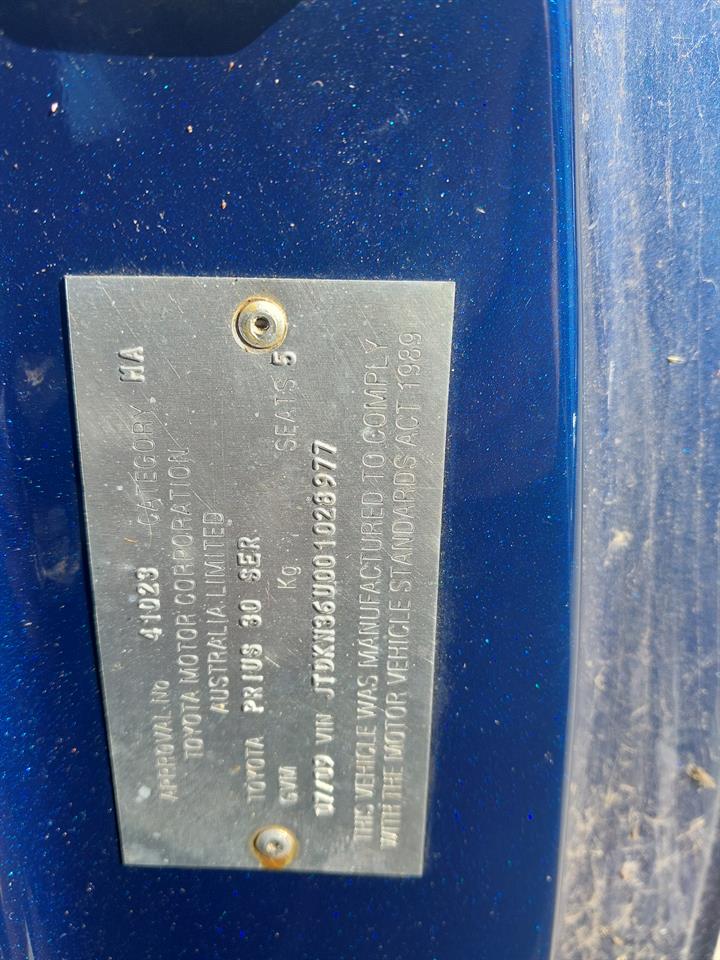 APPROVAL No 41023 CATEGORY MA
TOYOTA MOTOR CORPORATION
AUSTRALIA LIMITED
TOYOTA PRIUS 30 SER
GVM Kg SEATS 5
07/09 VIN JTDKN36U001028977
THIS VEHICLE WAS MANUFACTURED TO COMPLY
WITH THE MOTOR VEHICLE STANDARDS ACT 1989